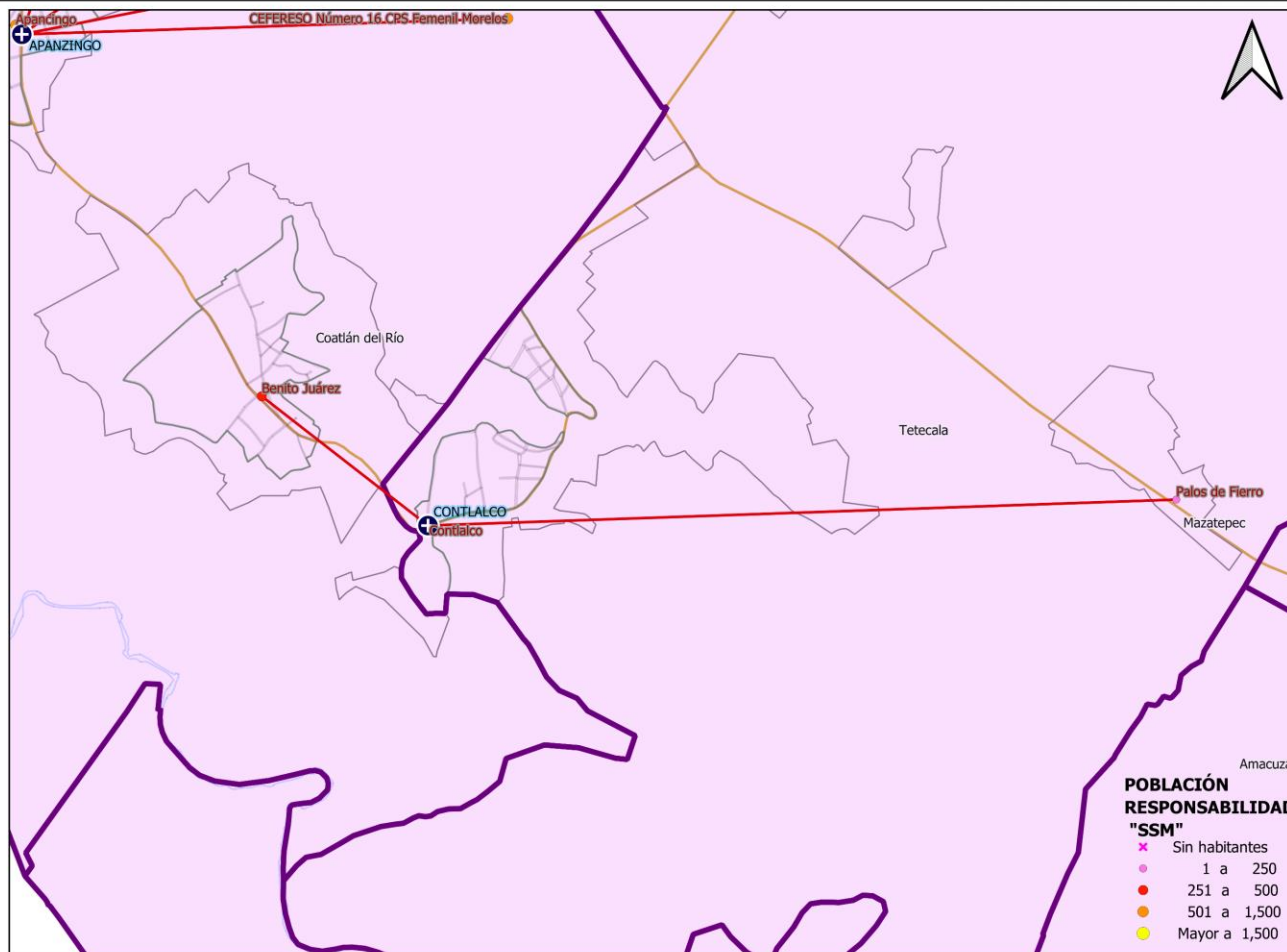 Apancingo
CEFERESO Número 16 CPS Femenil Morelos
APANZINGO
Coatlán del Río
Benito Juárez
Tetecala
Palos de Fierro
CONTLALCO
Contlalco
Mazatepec
Amacuza
POBLACIÓN
RESPONSABILIDAD
"SSM"
Sin habitantes
1 a 250
251 a 500
501 a 1,500
Mayor a 1,500